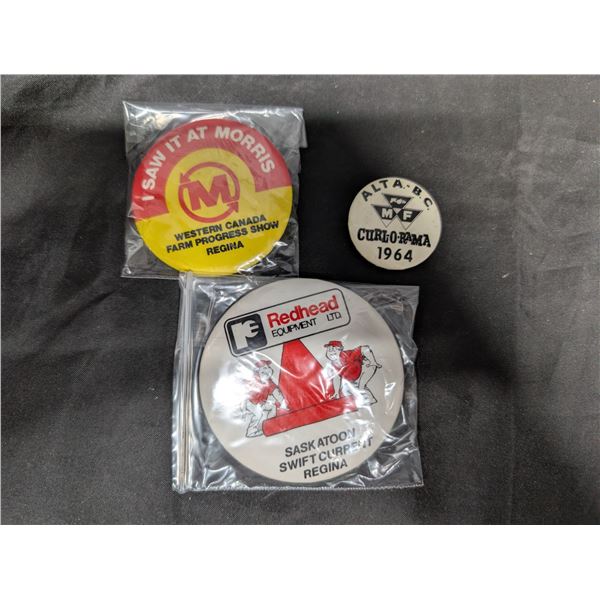 I SAW IT AT MORRIS
M
WESTERN CANADA
FARM PROGRESS SHOW
REGINA
ALTA.-B.C.
M F
CURL-O-RAMA
1964
Redhead
EQUIPMENT LTD.
SASKATOON
SWIFT CURRENT
REGINA